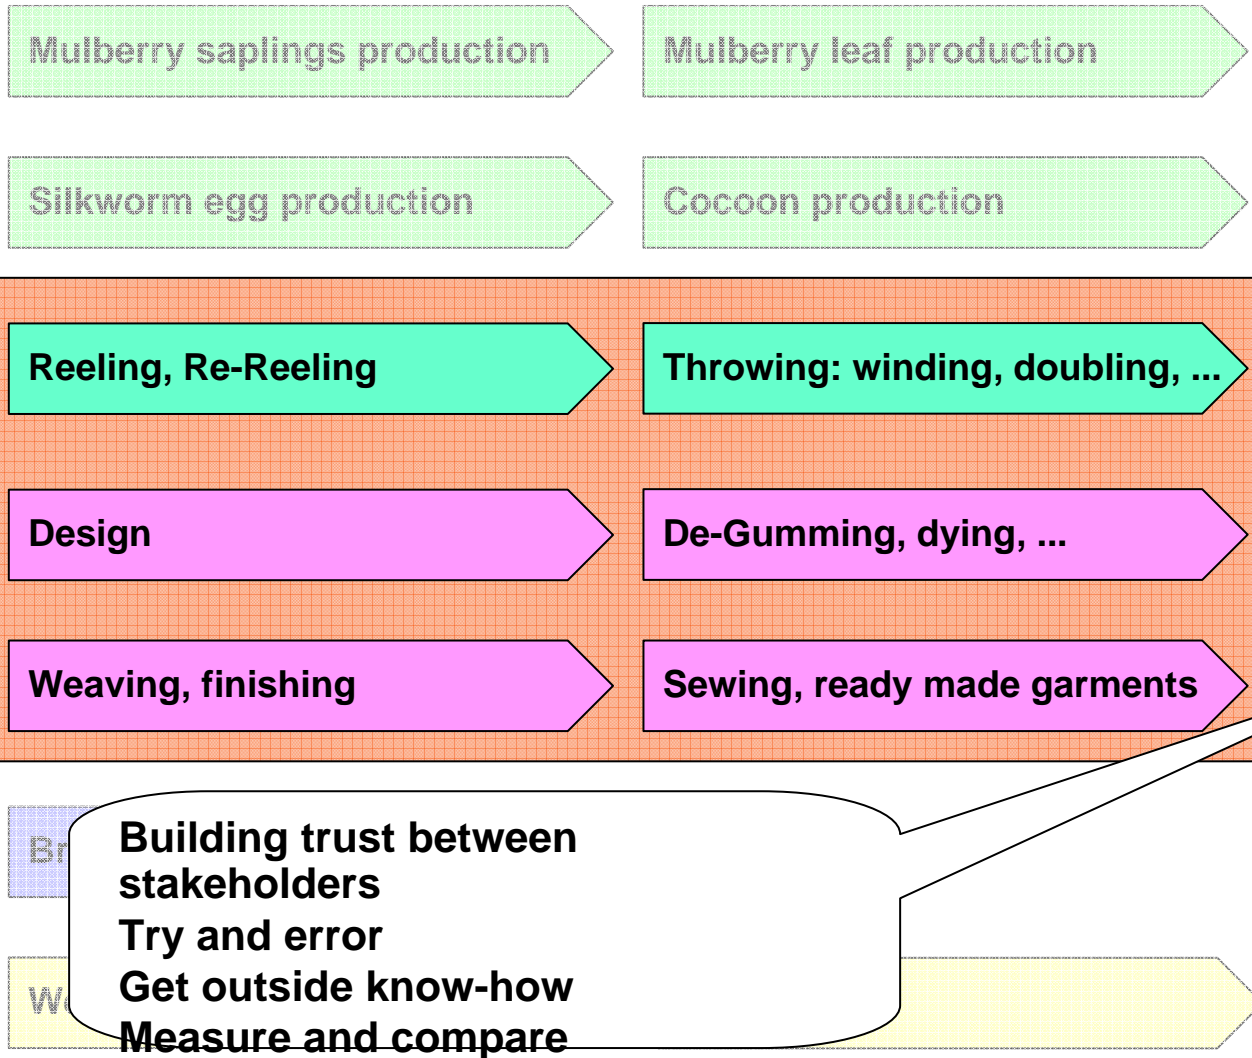 Mulberry saplings production
Mulberry leaf production
Silkworm egg production
Cocoon production
Reeling, Re-Reeling
Throwing: winding, doubling, ...
Design
De-Gumming, dying, ...
Weaving, finishing
Sewing, ready made garments
Building trust between
stakeholders
Try and error
Get outside know-how
Measure and compare